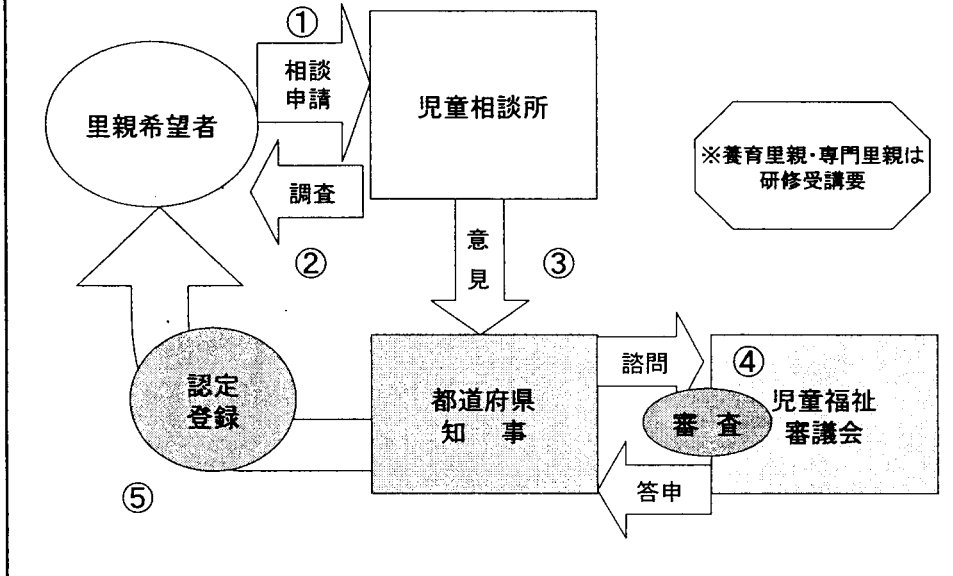 ①
相談
申請
里親希望者
児童相談所
※養育里親・専門里親は
研修受講要
調査
②
意
見
③
認定
登録
都道府県
知　事
諮問
④
児童福祉
審議会
審 査
答申
⑤